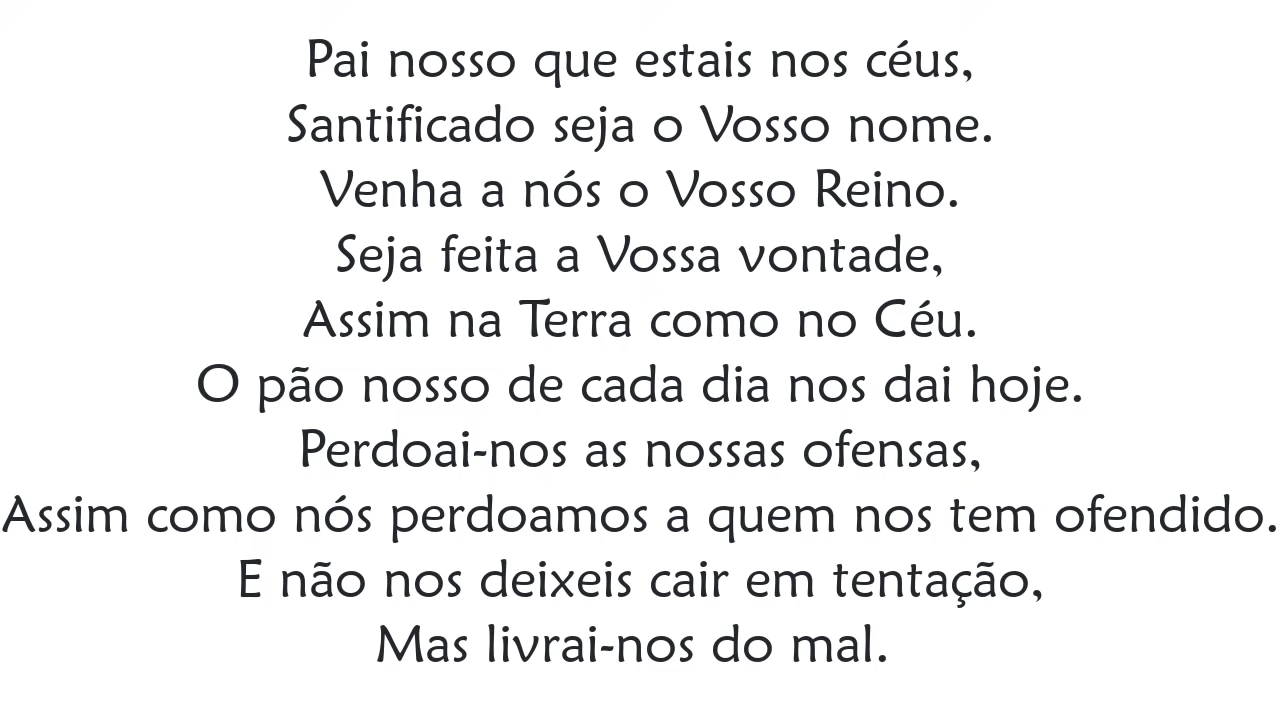 Pai nosso que estais nos céus,
Santificado seja o Vosso nome.
Venha a nós o Vosso Reino.
Seja feita a Vossa vontade,
Assim na Terra como no Céu.
O pão nosso de cada dia nos dai hoje.
Perdoai-nos as nossas ofensas,
Assim como nós perdoamos a quem nos tem ofendido.
E não nos deixeis cair em tentação,
Mas livrai-nos do mal.